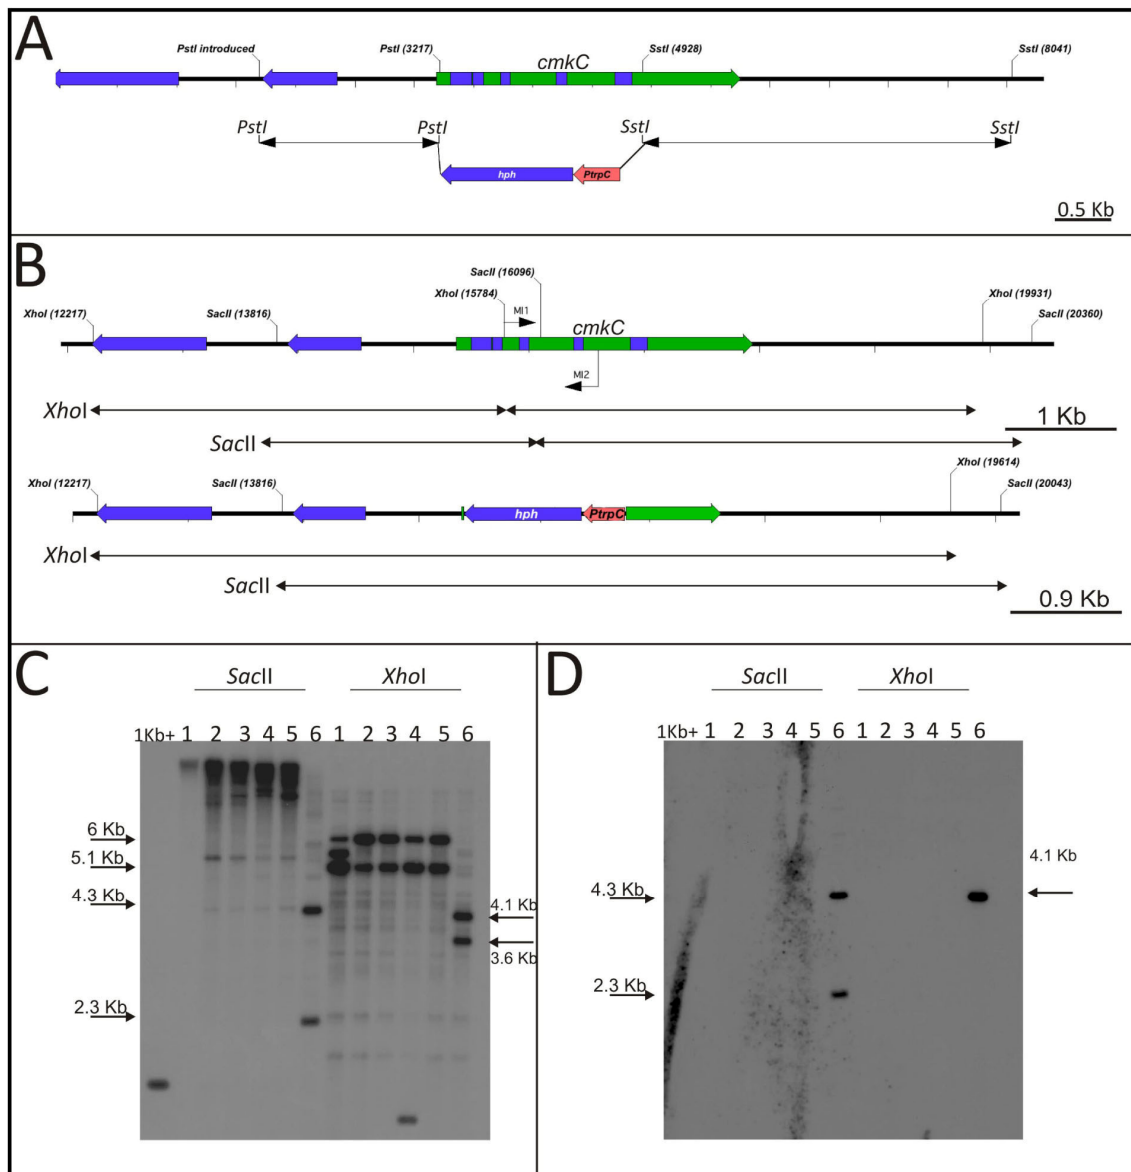 A
PstI introduced
PstI (3217)
cmkC
SstI (4928)
SstI (8041)
PstI
PstI
SstI
SstI
hph
PtrpC
0.5 Kb
B
SacII (16096)
XhoI (15784)
XhoI (19931)
XhoI (12217)
SacII (13816)
MI1
cmkC
SacII (20360)
MI2
XhoI
1 Kb
SacII
XhoI (19614)
XhoI (12217)
SacII (13816)
SacII (20043)
hph
PtrpC
XhoI
SacII
0.9 Kb
C
SacII
XhoI
1Kb+ 1 2 3 4 5 6 1 2 3 4 5 6
6 Kb
5.1 Kb
4.3 Kb
4.1 Kb
3.6 Kb
2.3 Kb
D
SacII
XhoI
1Kb+ 1 2 3 4 5 6 1 2 3 4 5 6
4.1 Kb
4.3 Kb
2.3 Kb